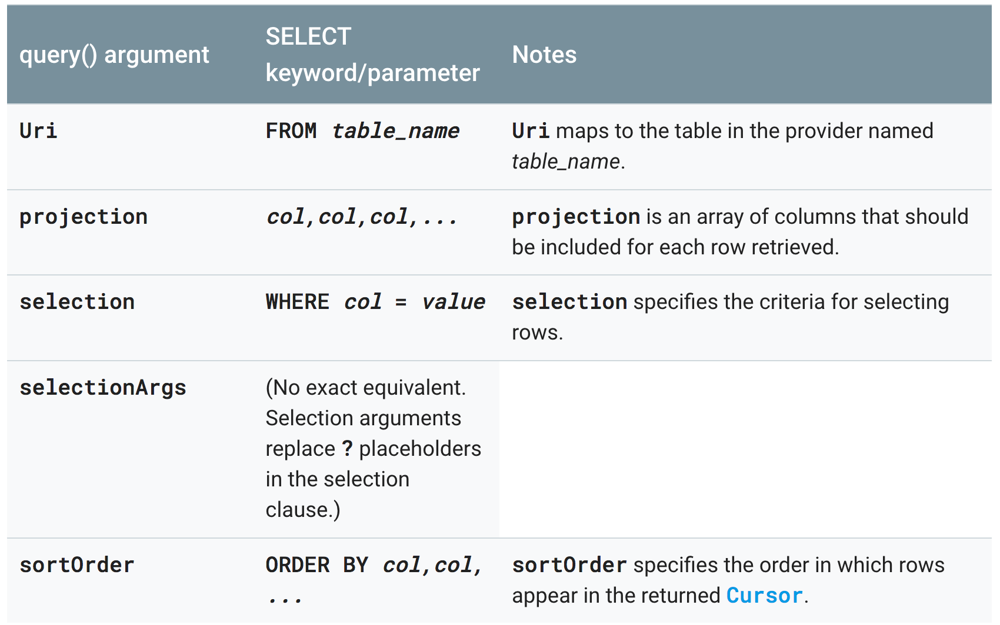 query() argument
SELECT
keyword/parameter
Notes
Uri
FROM table_name
Uri maps to the table in the provider named
table_name.
projection
col,col,col,...
projection is an array of columns that should
be included for each row retrieved.
selection
WHERE col = value
selection specifies the criteria for selecting
rows.
selectionArgs
(No exact equivalent.
Selection arguments
replace ? placeholders
in the selection
clause.)
sortOrder
ORDER BY col,col,
...
sortOrder specifies the order in which rows
appear in the returned Cursor.